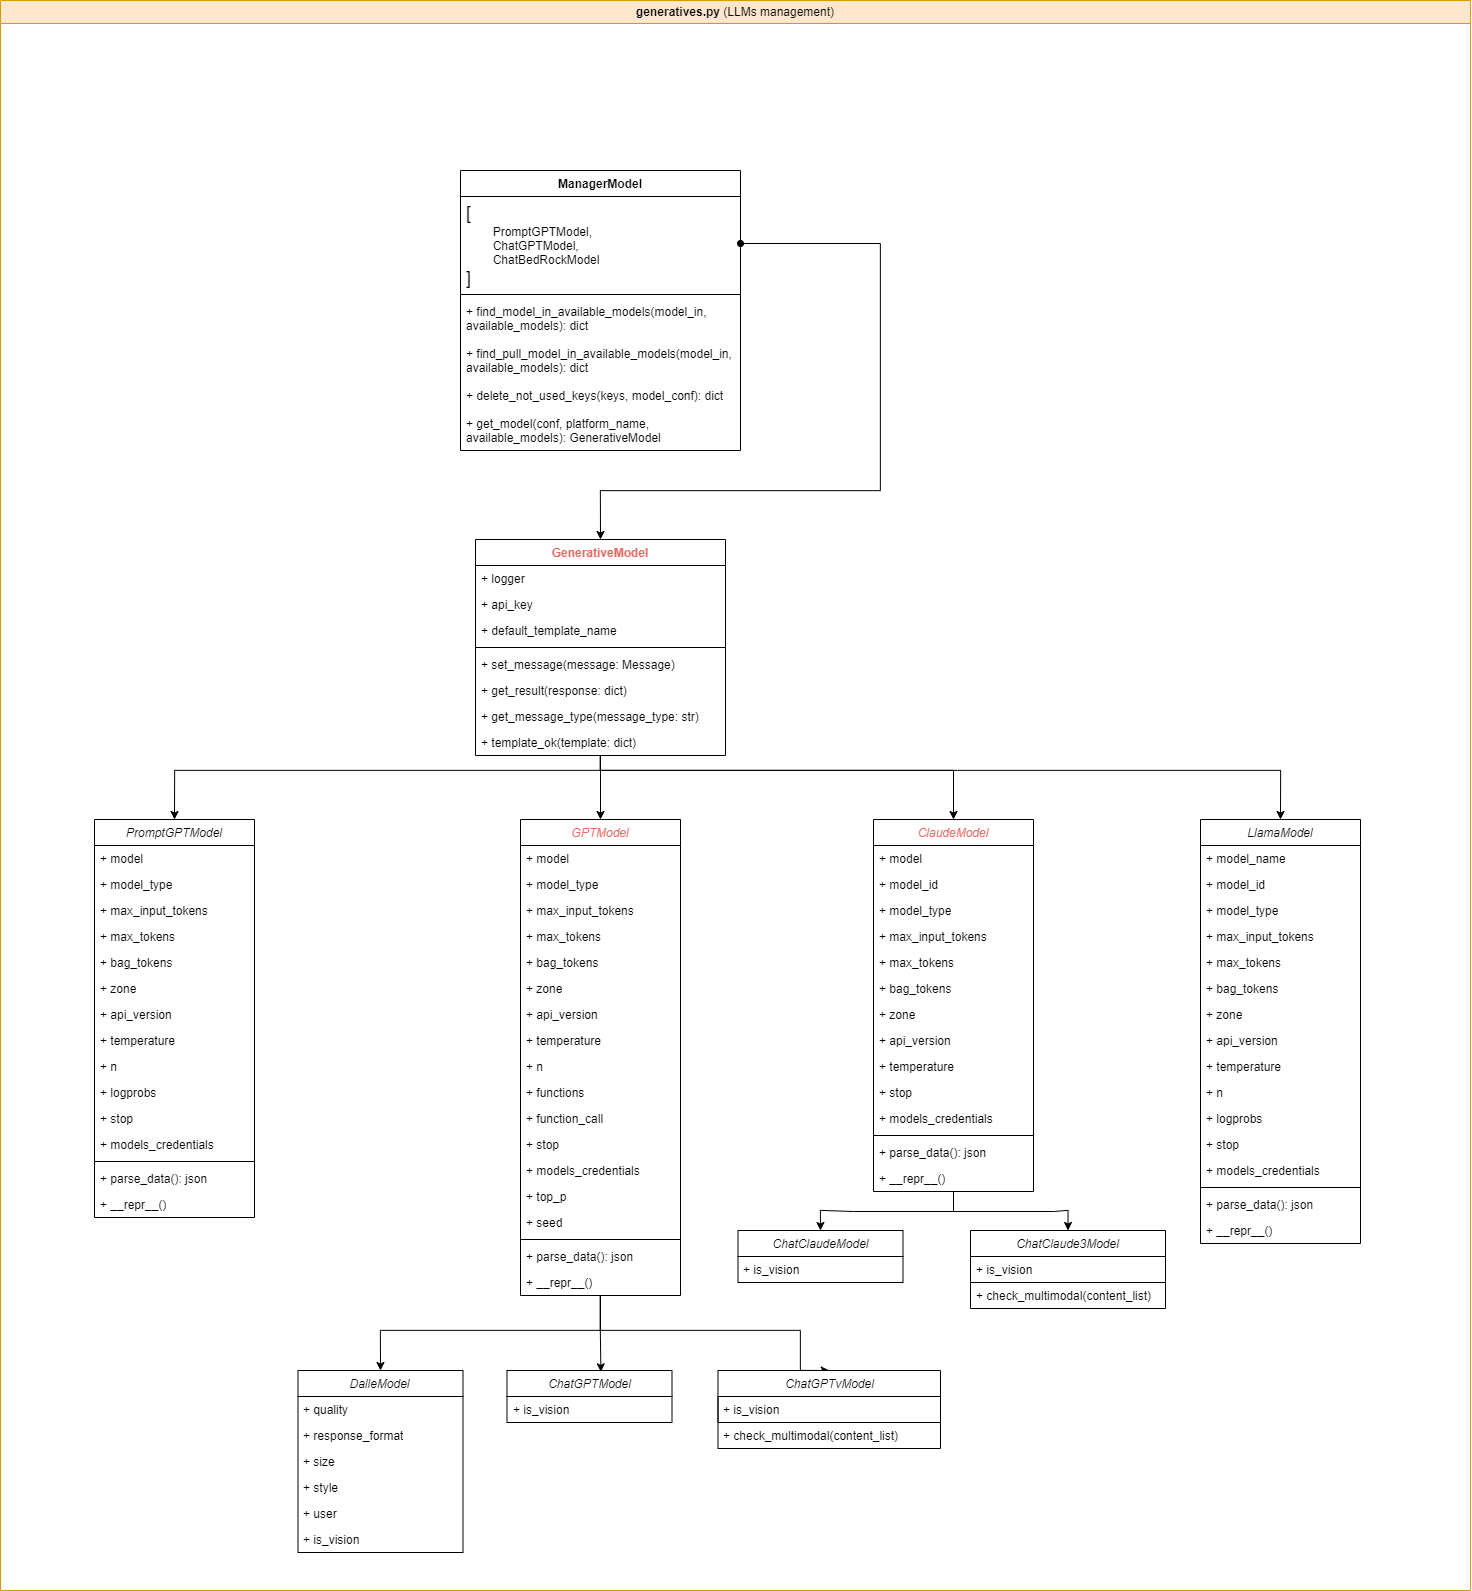 generatives.py (LLMs management)
ManagerModel
[
PromptGPTModel,
ChatGPTModel,
ChatBedRockModel
]
+ find_model_in_available_models(model_in,
available_models): dict
+ find_pull_model_in_available_models(model_in,
available_models): dict
+ delete_not_used_keys(keys, model_conf): dict
+ get_model(conf, platform_name,
available_models): GenerativeModel
GenerativeModel
+ logger
+ api_key
+ default_template_name
+ set_message(message: Message)
+ get_result(response: dict)
+ get_message_type(message_type: str)
+ template_ok(template: dict)
PromptGPTModel
+ model
+ model_type
+ max_input_tokens
+ max_tokens
+ bag_tokens
+ zone
+ api_version
+ temperature
+ n
+ logprobs
+ stop
+ models_credentials
+ parse_data(): json
+ __repr__()
GPTModel
+ model
+ model_type
+ max_input_tokens
+ max_tokens
+ bag_tokens
+ zone
+ api_version
+ temperature
+ n
+ functions
+ function_call
+ stop
+ models_credentials
+ top_p
+ seed
+ parse_data(): json
+ __repr__()
ClaudeModel
+ model
+ model_id
+ model_type
+ max_input_tokens
+ max_tokens
+ bag_tokens
+ zone
+ api_version
+ temperature
+ stop
+ models_credentials
+ parse_data(): json
+ __repr__()
LlamaModel
+ model_name
+ model_id
+ model_type
+ max_input_tokens
+ max_tokens
+ bag_tokens
+ zone
+ api_version
+ temperature
+ n
+ logprobs
+ stop
+ models_credentials
+ parse_data(): json
+ __repr__()
ChatClaudeModel
+ is_vision
ChatClaude3Model
+ is_vision
+ check_multimodal(content_list)
DalleModel
+ quality
+ response_format
+ size
+ style
+ user
+ is_vision
ChatGPTModel
+ is_vision
ChatGPTvModel
+ is_vision
+ check_multimodal(content_list)